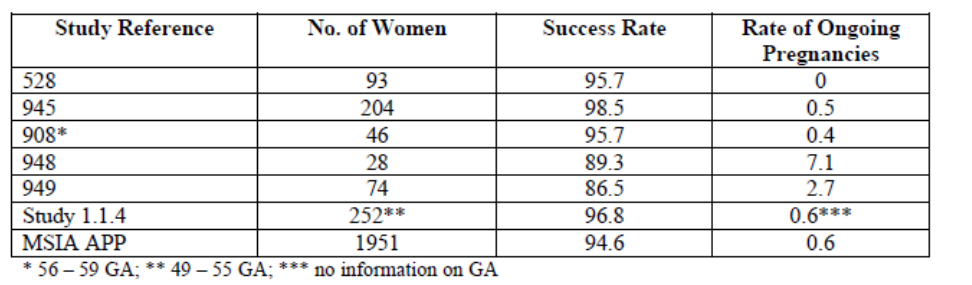 Study Reference No. of Women Success Rate Rate of Ongoing
Pregnancies
528 93 95.7 0
945 204 98.5 0.5
908* 46 95.7 0.4
948 28 89.3 7.1
949 74 86.5 2.7
Study 1.1.4 252** 96.8 0.6***
MSIA APP 1951 94.6 0.6
* 56 – 59 GA; ** 49 – 55 GA; *** no information on GA